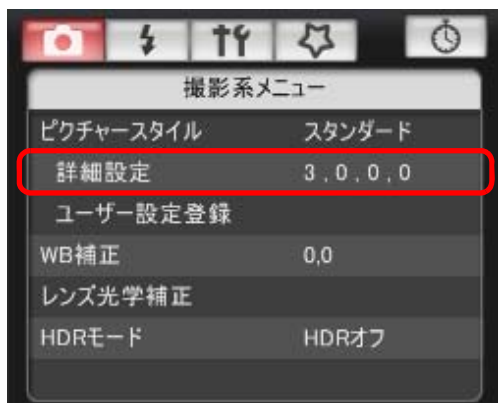 撮影系メニュー
ピクチャースタイル スタンダード
詳細設定 3,0,0,0
ユーザー設定登録
WB補正 0,0
レンズ光学補正
HDRモード HDRオフ